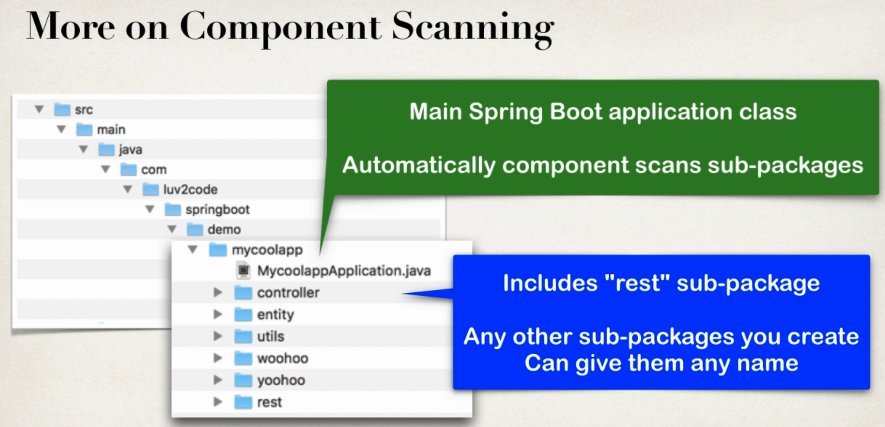 More on Component Scanning
src
main
java
com
luv2code
springboot
demo
mycoolapp
MycoolappApplication.java
controller
entity
utils
woohoo
yoohoo
rest
Main Spring Boot application class
Automatically component scans sub-packages
Includes "rest" sub-package
Any other sub-packages you create
Can give them any name